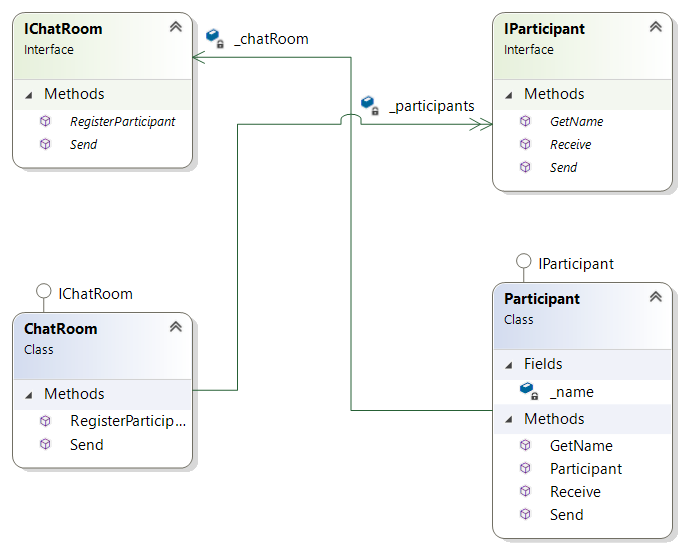 IChatRoom
Interface
Methods
RegisterParticipant
Send
_chatRoom
_participants
IParticipant
Interface
Methods
GetName
Receive
Send
IChatRoom
ChatRoom
Class
Methods
RegisterParticip...
Send
IParticipant
Participant
Class
Fields
_name
Methods
GetName
Participant
Receive
Send